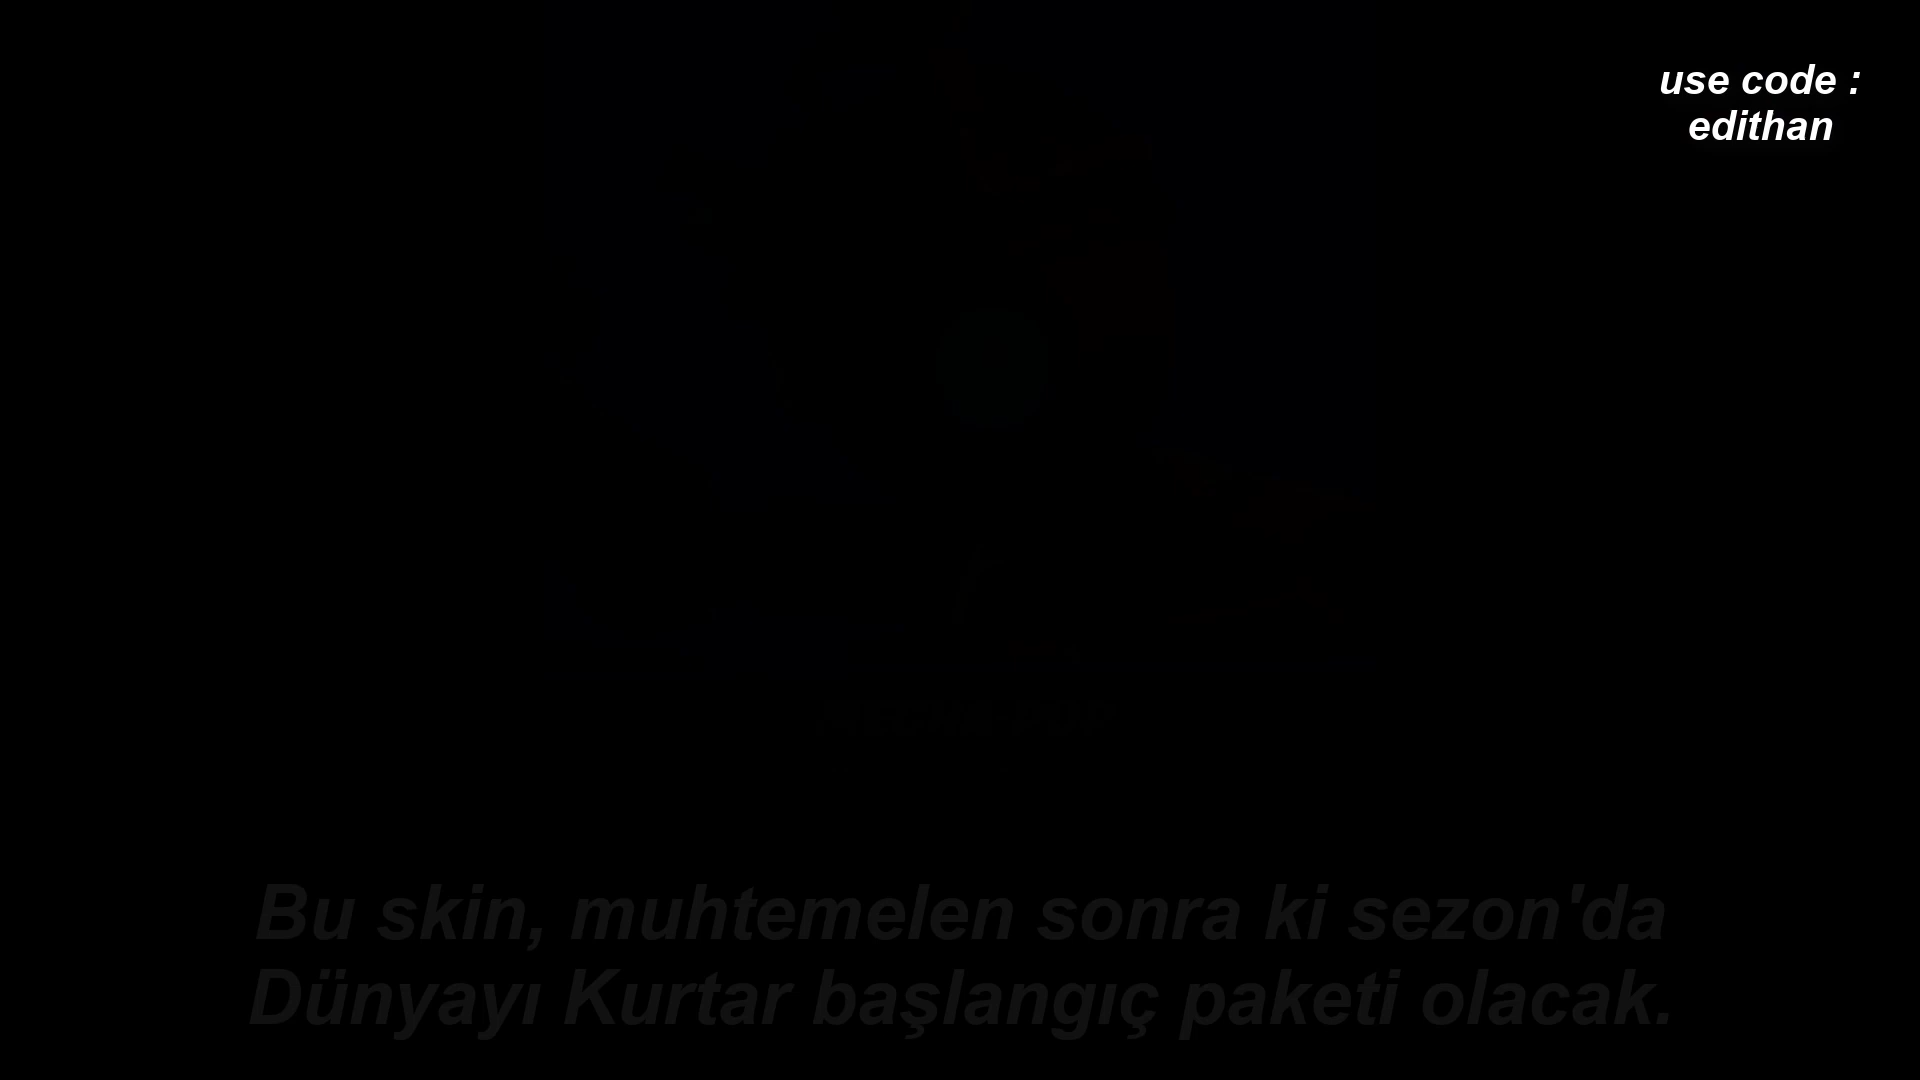 use code :
edithan
Bu skin, muhtemelen sonra ki sezon'da
Dünyayı Kurtar başlangıç paketi olacak.